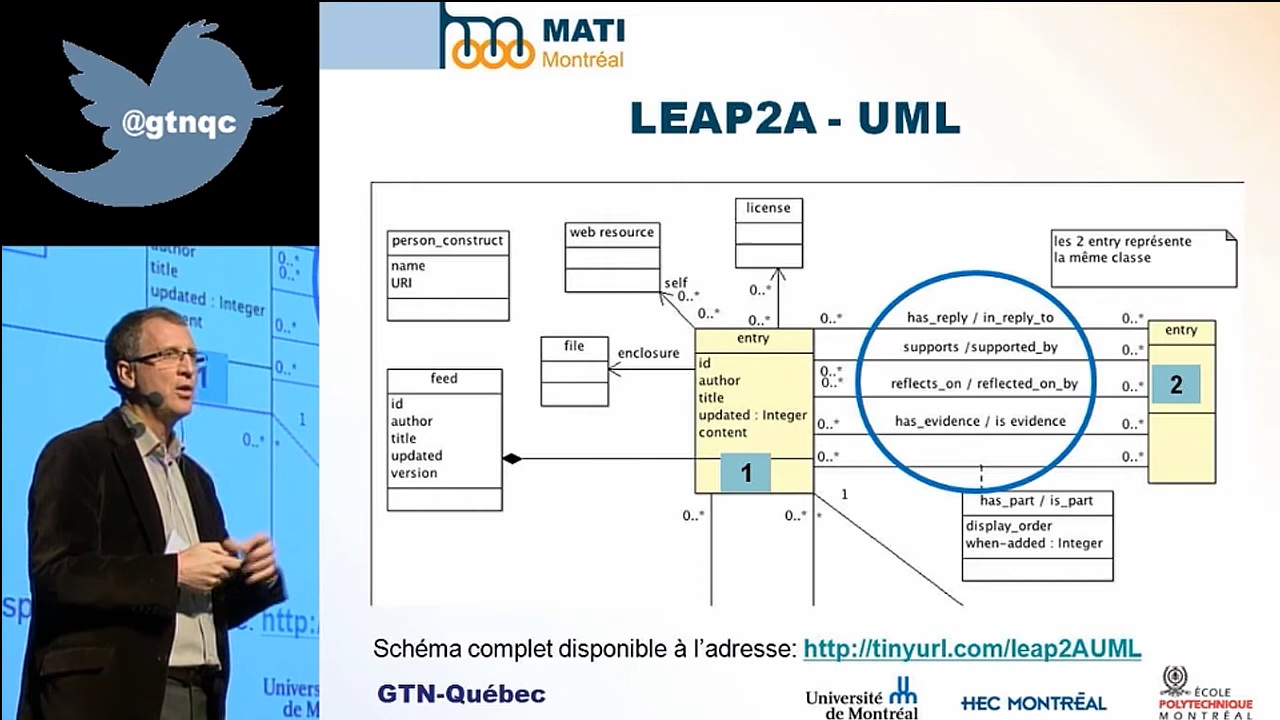 @gtnqc
MATI
Montréal
LEAP2A - UML
license
person_construct
name
URI
web resource
les 2 entry représente
la même classe
self
0..*
0..*
0..*
0..*
file
enclosure
entry
id
author
title
updated : Integer
content
1
feed
id
author
title
updated
version
0..*
has_reply / in_reply_to
0..*
supports /supported_by
0..*
0..*
0..*
reflects_on / reflected_on_by
0..*
0..*
has_evidence / is evidence
0..*
0..*
0..*
entry
2
has_part / is_part
display_order
when-added : Integer
0..*
0..*
*
1
author
title
updated : Integer
0..*
0..*
0..*
0..*
1
*
http:
Univers
de M
Schéma complet disponible à l'adresse: http://tinyurl.com/leap2AUML
GTN-Québec
Université
de Montréal
HEC MONTRÉAL
ÉCOLE
POLYTECHNIQUE
MONTRÉAL